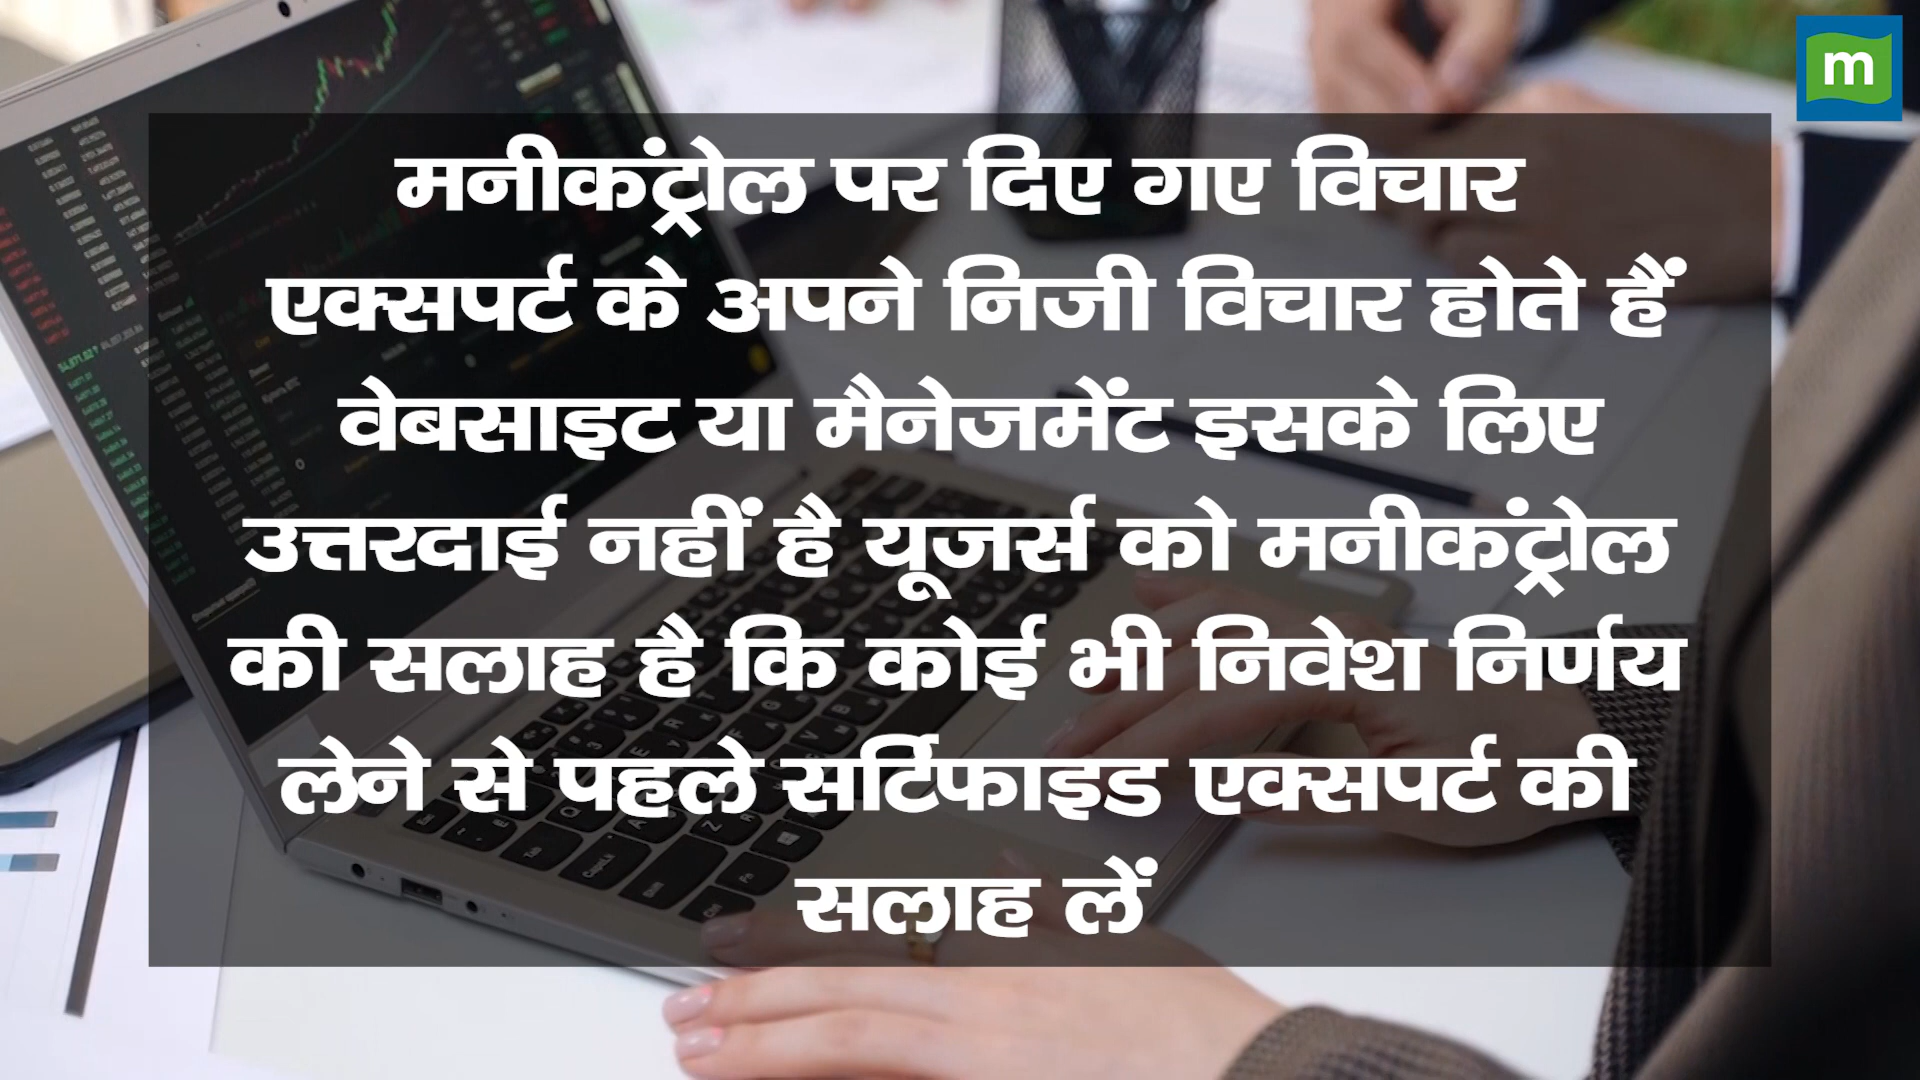 m
मनीकंट्रोल पर दिए गए विचार
एक्सपर्ट के अपने निजी विचार होते हैं
वेबसाइट या मैनेजमेंट इसके लिए
उत्तरदाई नहीं है यूजर्स को मनीकंट्रोल
की सलाह है कि कोई भी निवेश निर्णय
लेने से पहले सर्टिफाइड एक्सपर्ट की
सलाह लें